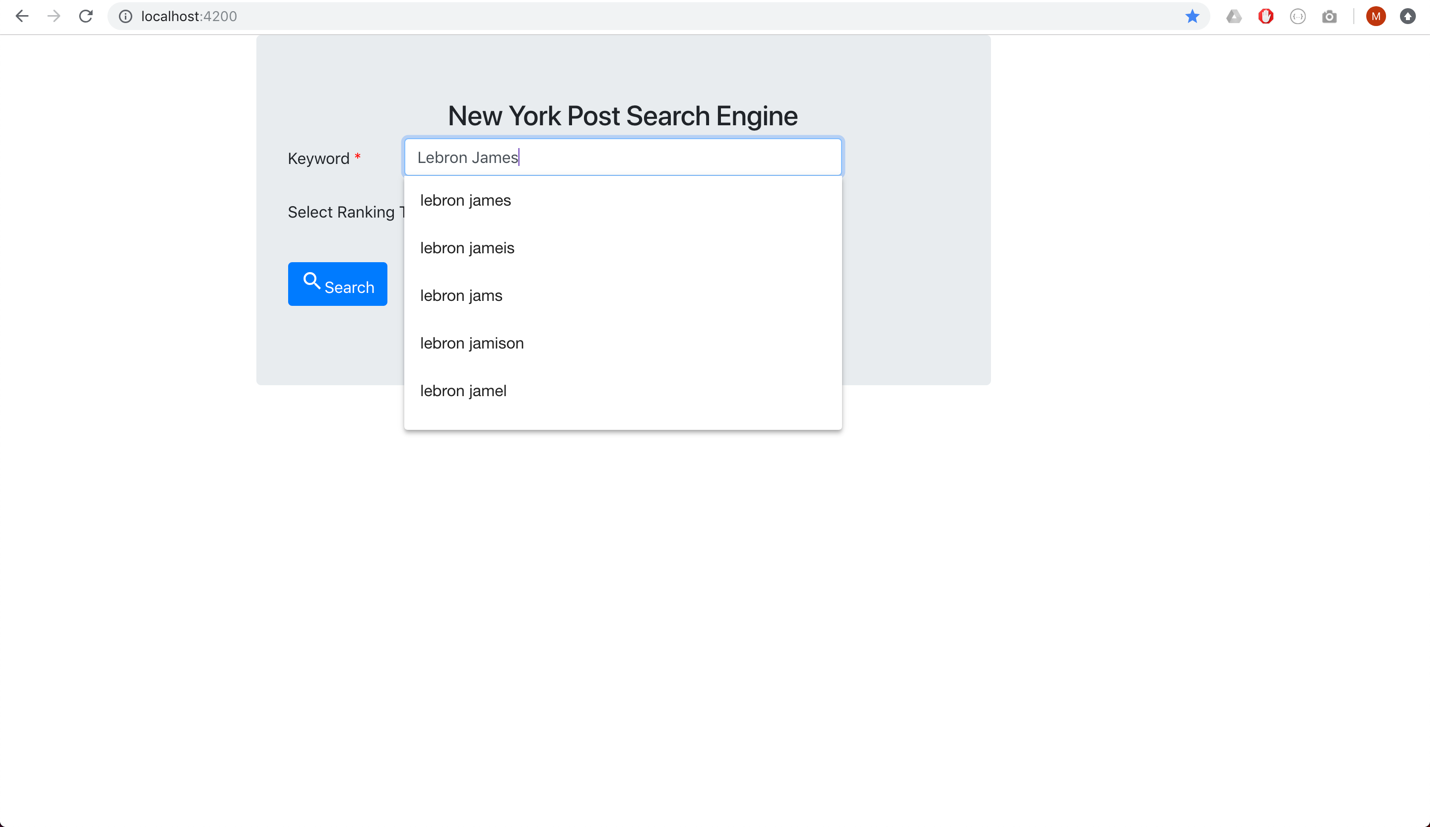 localhost:4200
M
New York Post Search Engine
Keyword *
Lebron James
lebron james
Select Ranking T
lebron jameis
Search
lebron jams
lebron jamison
lebron jamel